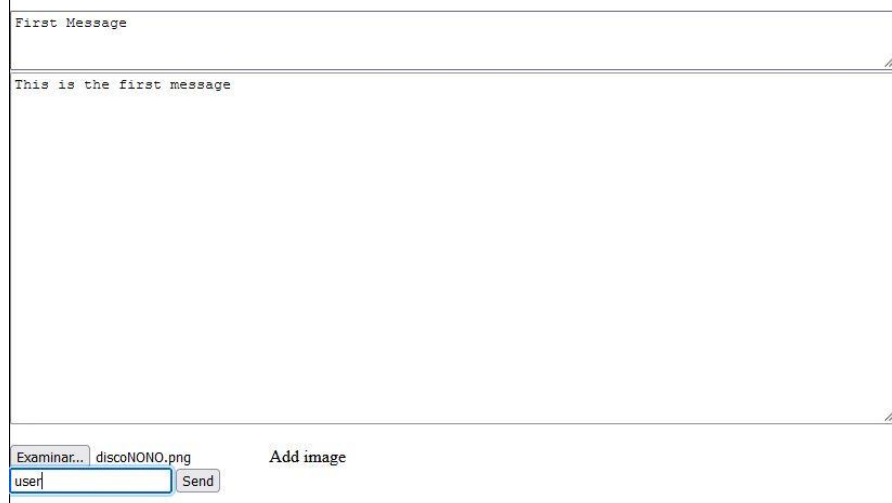 First Message
This is the first message
Examinar... discoNONO.png Add image
user Send